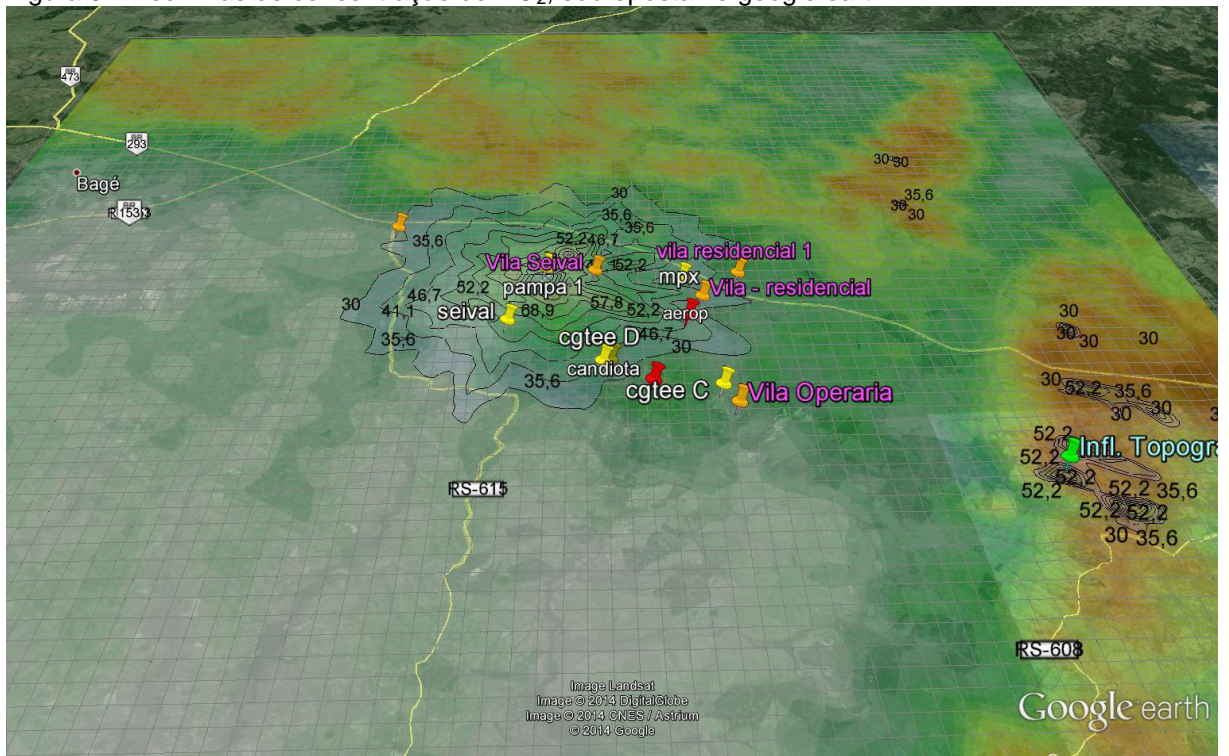 473
BR
293
Bagé
BR
30
30
30
35,6
30
30
35,6
35,6
35,6
52,2
46,7
52,2
Vila Seival
vila residencial 1
mpx
pampa 1
Vila - residencial
52,2
46,7
57,8
52,2
30
41,1
seival
68,9
aerop
35,6
cgtee D
46,7
30
candiota
35,6
cgtee C
Vila Operaria
30
30
30
30
30
52,2
35,6
30
30
52,2
Infl. Topogra
52,2
52,2
52,2
52,2
35,6
52,2
52,2
30
35,6
RS-615
RS-608
Image Landsat
Image © 2014 DigitalGlobe
Image © 2014 CNES / Astrium
© 2014 Google
Google earth